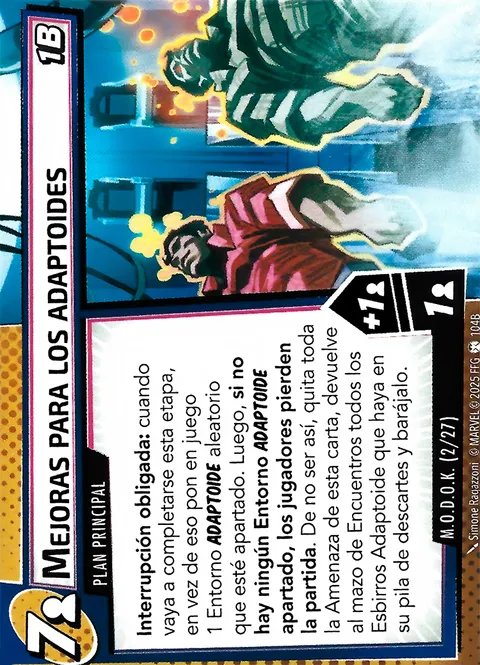 7
MEJORAS PARA LOS ADAPTOIDES
1B
PLAN PRINCIPAL
Interrupción obligada: cuando
vaya a completarse esta etapa,
en vez de eso pon en juego
1 Entorno ADAPTOIDE aleatorio
que esté apartado. Luego, si no
hay ningún Entorno ADAPTOIDE
apartado, los jugadores pierden
la partida. De no ser así, quita toda
la Amenaza de esta carta, devuelve
al mazo de Encuentros todos los
Esbirros Adaptoide que haya en
su pila de descartes y barájalo.
+1
1
M.O.D.O.K. (2/27)
Simone Ragazzoni © MARVEL © 2025 FFG 104B